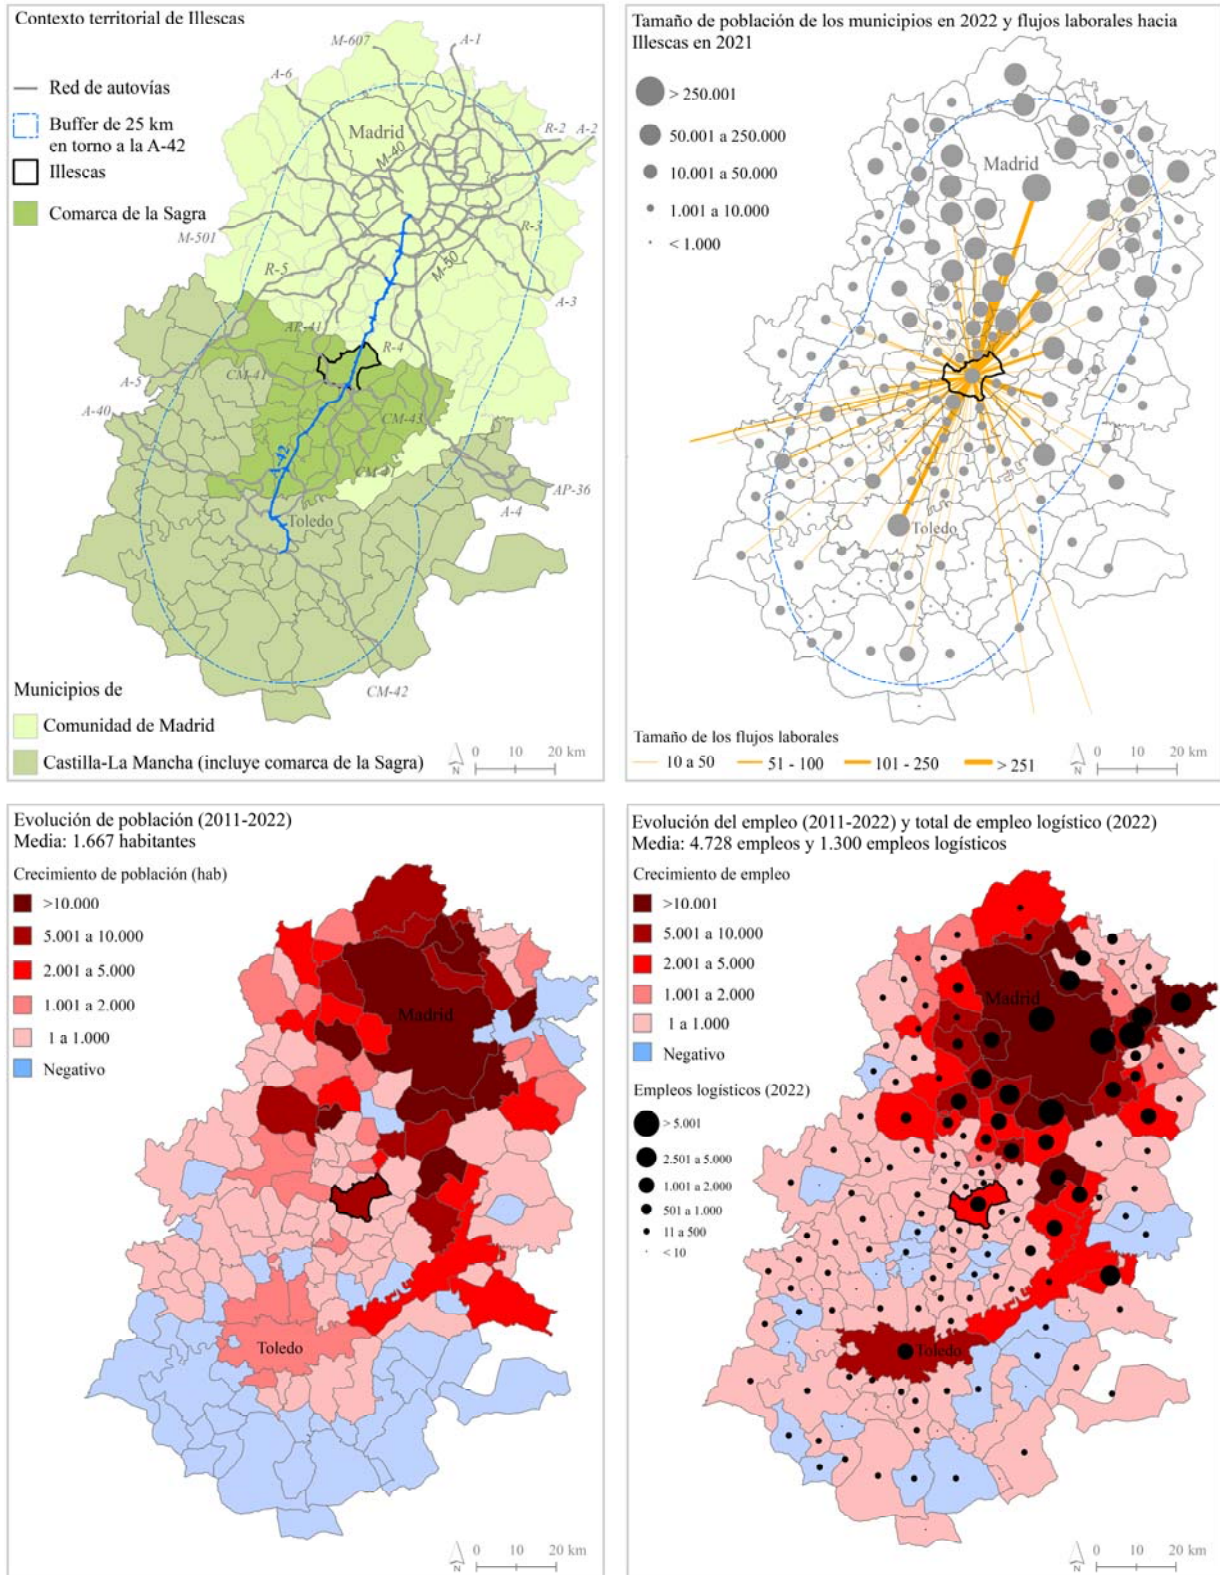 Contexto territorial de Illescas
Red de autovías
Buffer de 25 km
en torno a la A-42
Illescas
Comarca de la Sagra
M-607
A-1
A-6
Madrid
R-2
A-2
M-40
M-501
R-3
R-5
M-50
A-3
AP-41
R-4
A-5
CM-41
A-40
CM-43
A-42
AP-36
A-4
Toledo
CM-42
Municipios de
Comunidad de Madrid
Castilla-La Mancha (incluye comarca de la Sagra)
N
0 10 20 km
Tamaño de población de los municipios en 2022 y flujos laborales hacia
Illescas en 2021
> 250.001
50.001 a 250.000
10.001 a 50.000
1.001 a 10.000
< 1.000
Madrid
Toledo
Tamaño de los flujos laborales
10 a 50
51 - 100
101 - 250
> 251
N
0 10 20 km
Evolución de población (2011-2022)
Media: 1.667 habitantes
Crecimiento de población (hab)
>10.000
5.001 a 10.000
2.001 a 5.000
1.001 a 2.000
1 a 1.000
Negativo
Madrid
Toledo
N
0 10 20 km
Evolución del empleo (2011-2022) y total de empleo logístico (2022)
Media: 4.728 empleos y 1.300 empleos logísticos
Crecimiento de empleo
>10.001
5.001 a 10.000
2.001 a 5.000
1.001 a 2.000
1 a 1.000
Negativo
Empleos logísticos (2022)
> 5.001
2.501 a 5.000
1.001 a 2.000
501 a 1.000
11 a 500
< 10
Madrid
Toledo
N
0 10 20 km